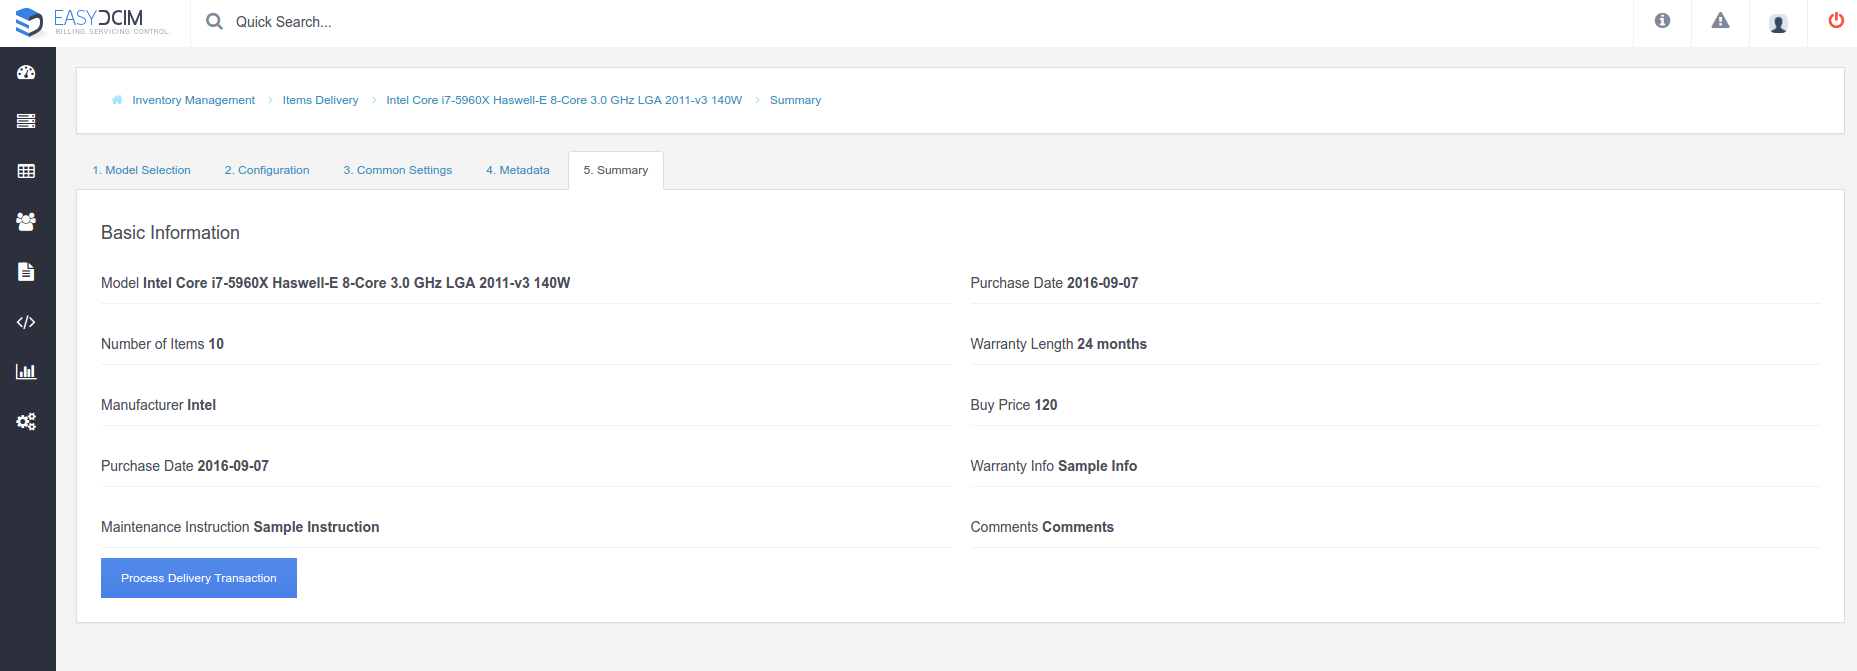 EASYDCIM
BILLING. SERVICING. CONTROL.
Quick Search...
Inventory Management
Items Delivery
Intel Core i7-5960X Haswell-E 8-Core 3.0 GHz LGA 2011-v3 140W
Summary
1. Model Selection
2. Configuration
3. Common Settings
4. Metadata
5. Summary
Basic Information
Model Intel Core i7-5960X Haswell-E 8-Core 3.0 GHz LGA 2011-v3 140W
Purchase Date 2016-09-07
Number of Items 10
Warranty Length 24 months
Manufacturer Intel
Buy Price 120
Purchase Date 2016-09-07
Warranty Info Sample Info
Maintenance Instruction Sample Instruction
Comments Comments
Process Delivery Transaction